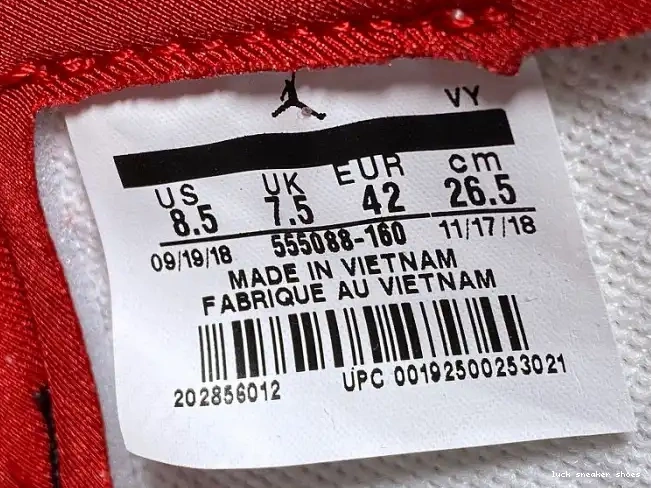 VY
US UK EUR cm
8.5 7.5 42 26.5
09/19/18 555088-160 11/17/18
MADE IN VIETNAM
FABRIQUE AU VIETNAM
202856012 UPC 00192500253021
luck sneaker shoes